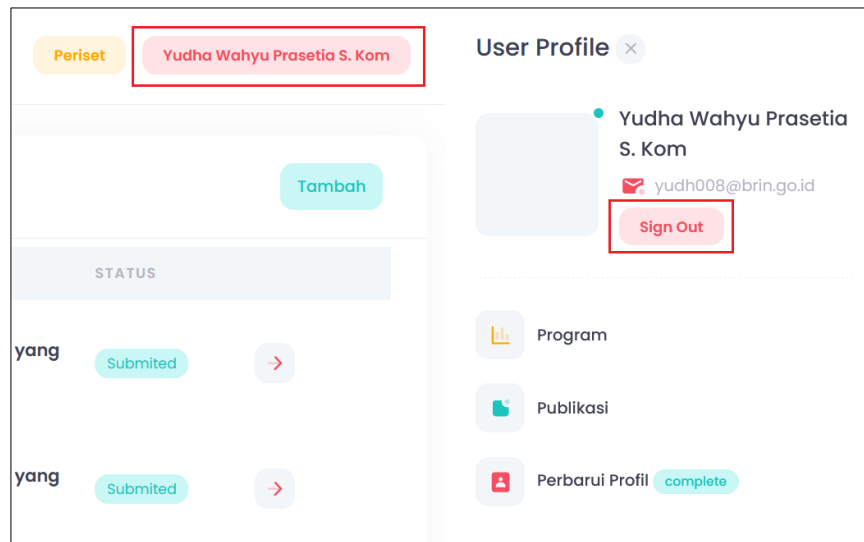 Periset
Yudha Wahyu Prasetia S. Kom
Tambah
STATUS
yang
Submited
yang
Submited
User Profile
Yudha Wahyu Prasetia
S. Kom
yudh008@brin.go.id
Sign Out
Program
Publikasi
Perbarui Profil complete